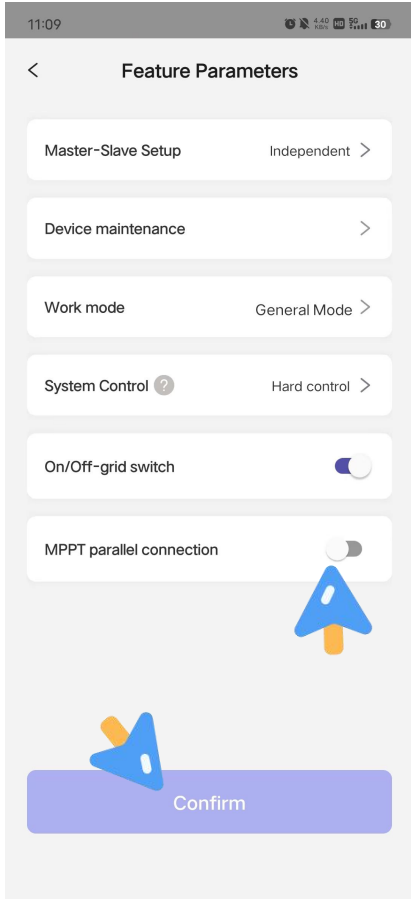 11:09 4.40 KB/s HD 5G 30
Feature Parameters
Master-Slave Setup Independent
Device maintenance
Work mode General Mode
System Control ? Hard control
On/Off-grid switch
MPPT parallel connection
Confirm